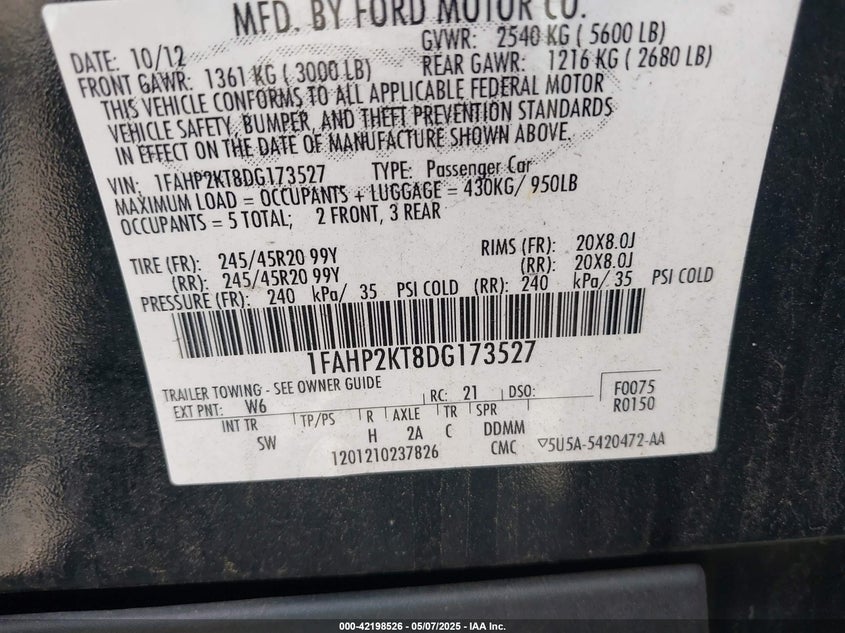 MFD. BY FORD MOTOR CO.
DATE: 10/12 GVWR: 2540 KG ( 5600 LB)
FRONT GAWR: 1361 KG ( 3000 LB) REAR GAWR: 1216 KG ( 2680 LB)
THIS VEHICLE CONFORMS TO ALL APPLICABLE FEDERAL MOTOR
VEHICLE SAFETY, BUMPER, AND THEFT PREVENTION STANDARDS
IN EFFECT ON THE DATE OF MANUFACTURE SHOWN ABOVE.
VIN: 1FAHP2KT8DG173527 TYPE: Passenger Car
MAXIMUM LOAD = OCCUPANTS + LUGGAGE = 430KG/ 950LB
OCCUPANTS = 5 TOTAL; 2 FRONT, 3 REAR
TIRE (FR): 245/45R20 99Y RIMS (FR): 20X8.0J
(RR): 245/45R20 99Y (RR): 20X8.0J
PRESSURE (FR): 240 kPa/ 35 PSI COLD (RR): 240 kPa/ 35 PSI COLD
1FAHP2KT8DG173527
TRAILER TOWING - SEE OWNER GUIDE
EXT PNT: W6 RC: 21 DSO: F0075
INT TR TP/PS R AXLE TR SPR R0150
SW H 2A C DDMM
1201210237826 CMC 5U5A-5420472-AA
000-42198526 - 05/07/2025 - IAA Inc.